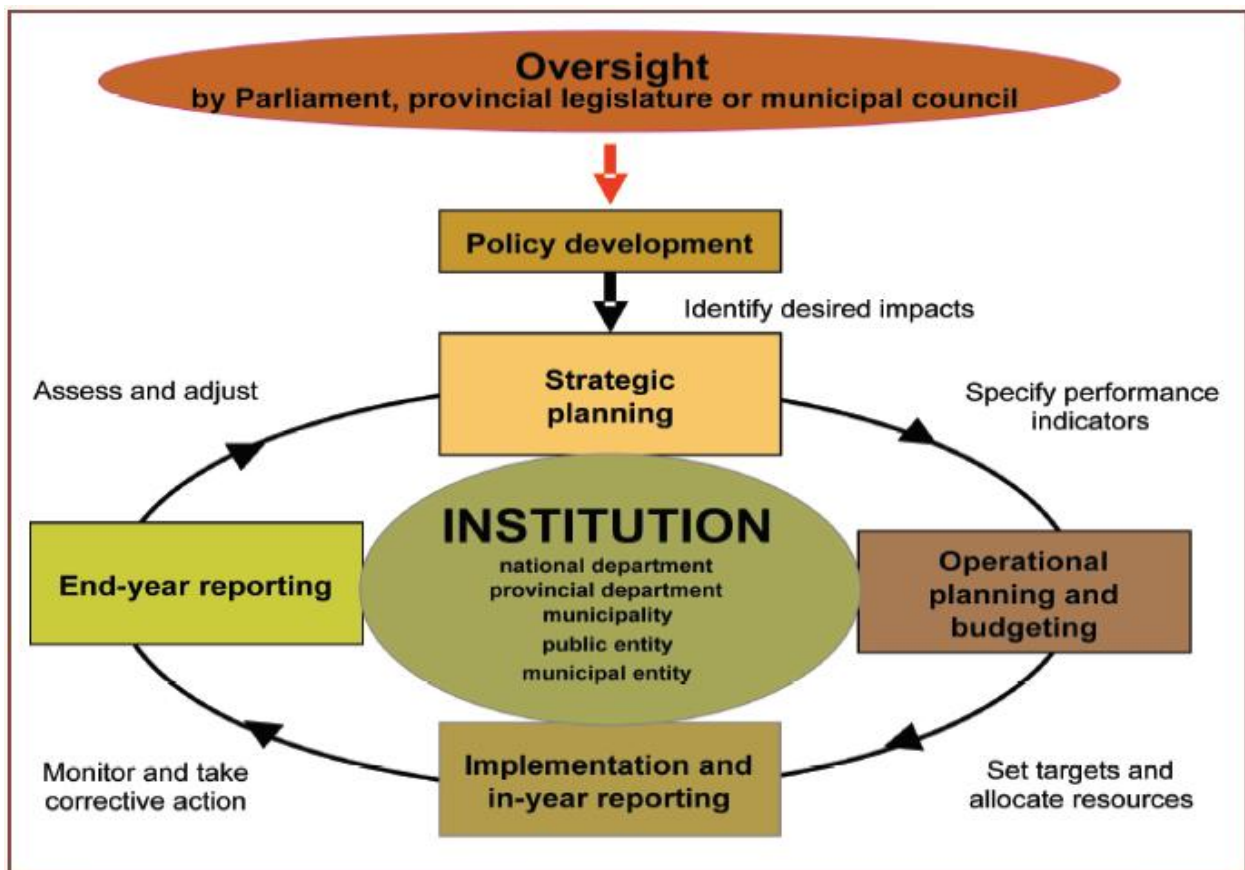 Oversight
by Parliament, provincial legislature or municipal council
Policy development
Identify desired impacts
Strategic
planning
Assess and adjust
Specify performance
indicators
INSTITUTION
national department
provincial department
municipality
public entity
municipal entity
End-year reporting
Operational
planning and
budgeting
Implementation and
in-year reporting
Monitor and take
corrective action
Set targets and
allocate resources